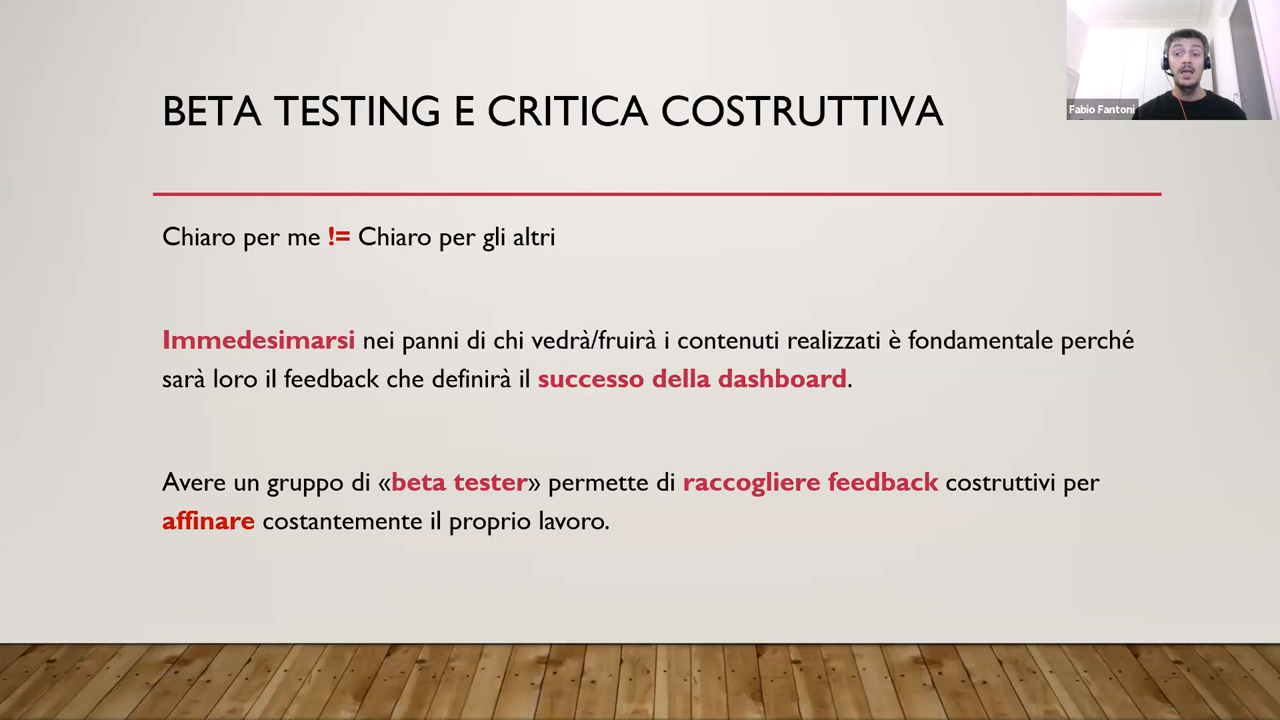 BETA TESTING E CRITICA COSTRUTTIVA
Fabio Fantoni
Chiaro per me != Chiaro per gli altri
Immedesimarsi nei panni di chi vedrà/fruirà i contenuti realizzati è fondamentale perché
sarà loro il feedback che definirà il successo della dashboard.
Avere un gruppo di «beta tester» permette di raccogliere feedback costruttivi per
affinare costantemente il proprio lavoro.